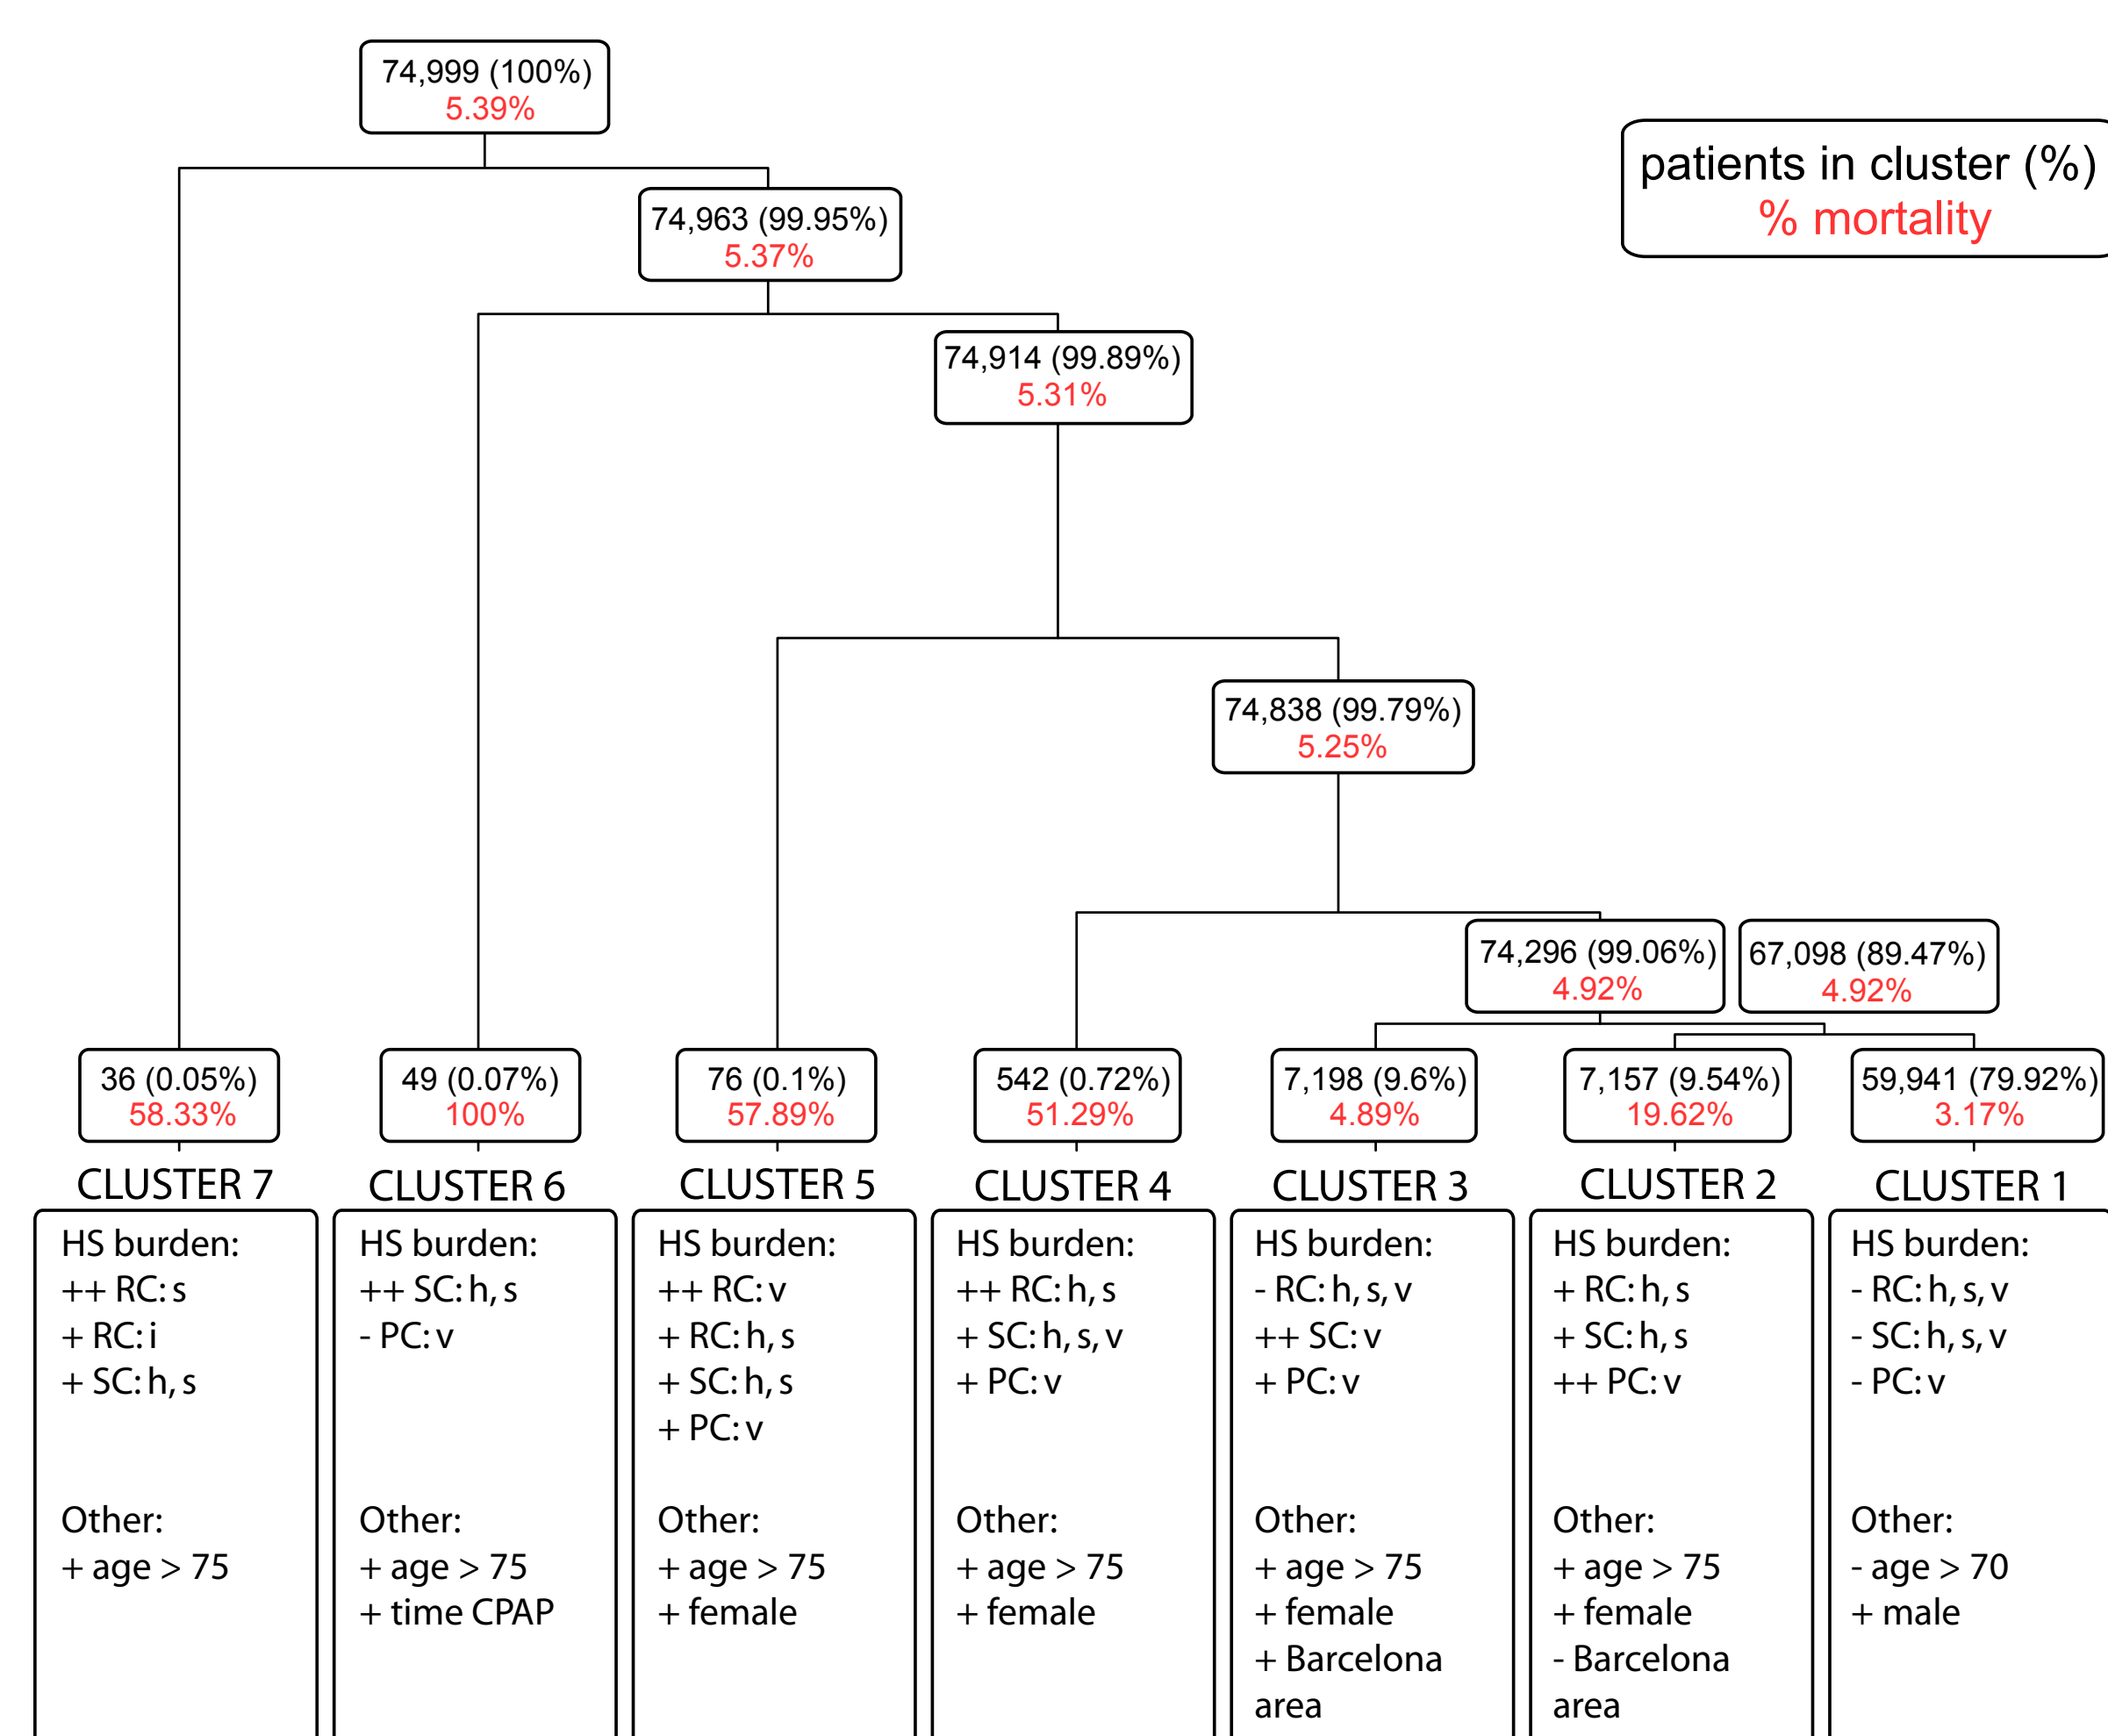 74,999 (100%)
5.39%
patients in cluster (%)
% mortality
74,963 (99.95%)
5.37%
74,914 (99.89%)
5.31%
74,838 (99.79%)
5.25%
74,296 (99.06%)
4.92%
67,098 (89.47%)
4.92%
36 (0.05%)
58.33%
49 (0.07%)
100%
76 (0.1%)
57.89%
542 (0.72%)
51.29%
7,198 (9.6%)
4.89%
7,157 (9.54%)
19.62%
59,941 (79.92%)
3.17%
CLUSTER 7
HS burden:
++ RC: s
+ RC: i
+ SC: h, s
Other:
+ age > 75
CLUSTER 6
HS burden:
++ SC: h, s
- PC: v
Other:
+ age > 75
+ time CPAP
CLUSTER 5
HS burden:
++ RC: v
+ RC: h, s
+ SC: h, s
+ PC: v
Other:
+ age > 75
+ female
CLUSTER 4
HS burden:
++ RC: h, s
+ SC: h, s, v
+ PC: v
Other:
+ age > 75
+ female
CLUSTER 3
HS burden:
- RC: h, s, v
++ SC: v
+ PC: v
Other:
+ age > 75
+ female
+ Barcelona
area
CLUSTER 2
HS burden:
+ RC: h, s
+ SC: h, s
++ PC: v
Other:
+ age > 75
+ female
- Barcelona
area
CLUSTER 1
HS burden:
- RC: h, s, v
- SC: h, s, v
- PC: v
Other:
- age > 70
+ male